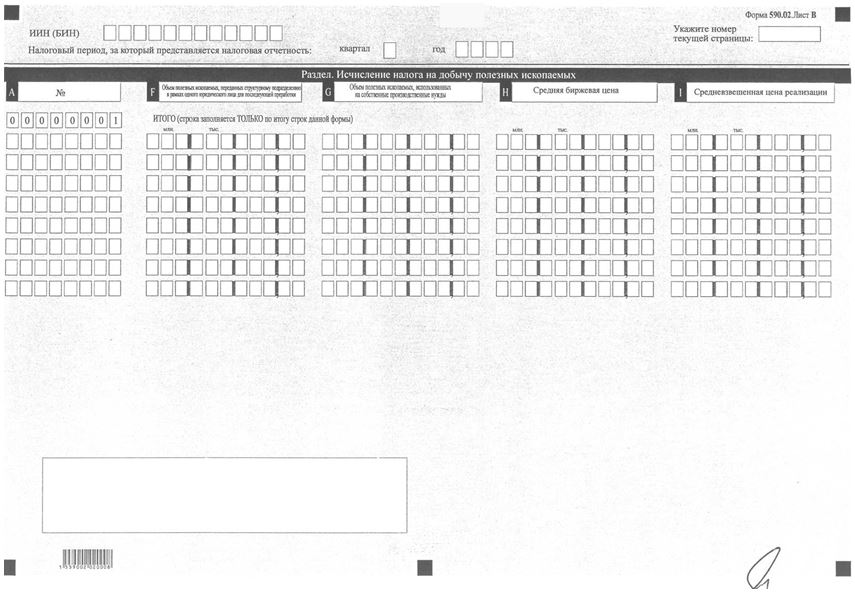 Форма 590.02 Лист В
ИИН (БИН)
Укажите номер
текущей страницы:
Налоговый период, за который представляется налоговая отчетность: квартал год
Раздел. Исчисление налога на добычу полезных ископаемых
A №
F Объем полезных ископаемых, переданных структурному подразделению
в рамках одного юридического лица для последующей преработки
G Объем полезных ископаемых, использованных
на собственные производственные нужды
H Средняя биржевая цена
I Средневзвешенная цена реализации
0 0 0 0 0 0 0 1 ИТОГО (строка заполняется ТОЛЬКО по итогу строк данной формы)
млн. тыс. млн. тыс. млн. тыс.